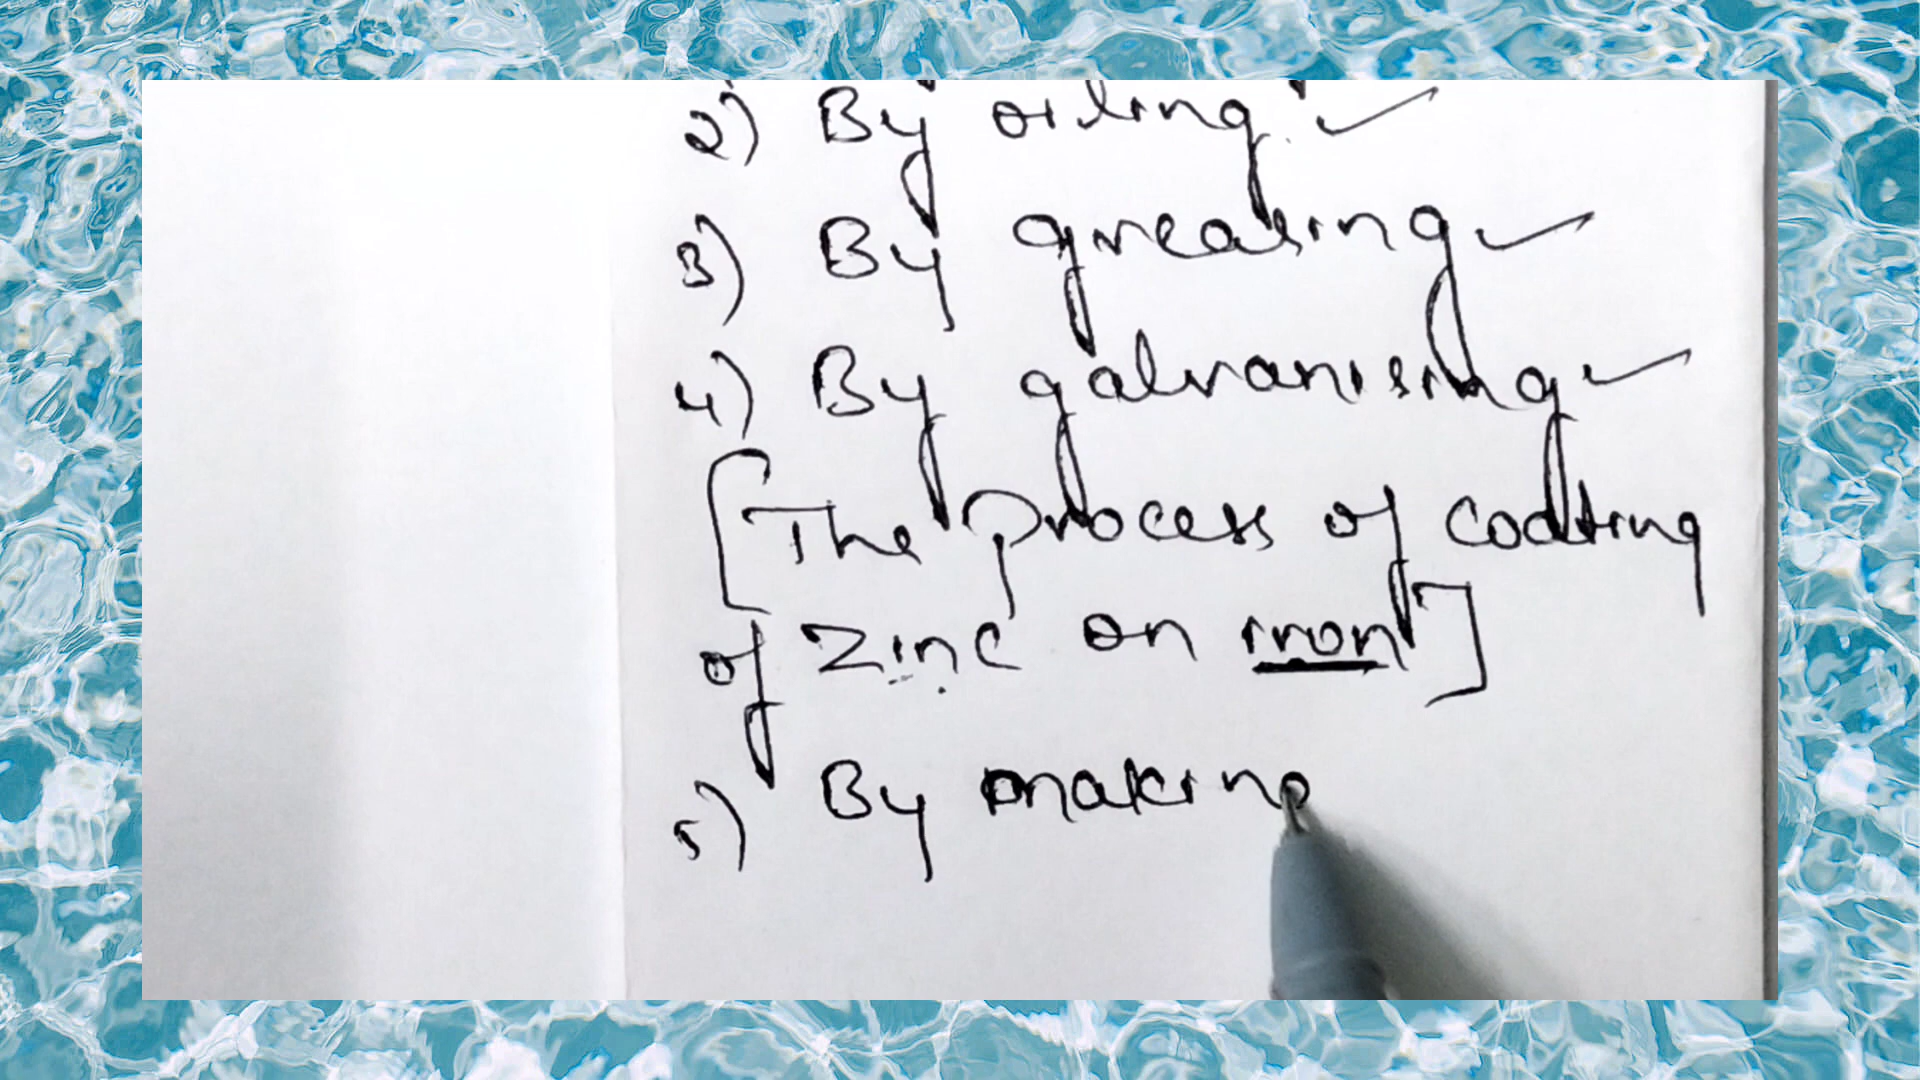 2) By oiling ✓
3) By greasing ✓
4) By galvanising ✓
[The process of coating
of Zinc on iron]
5) By making